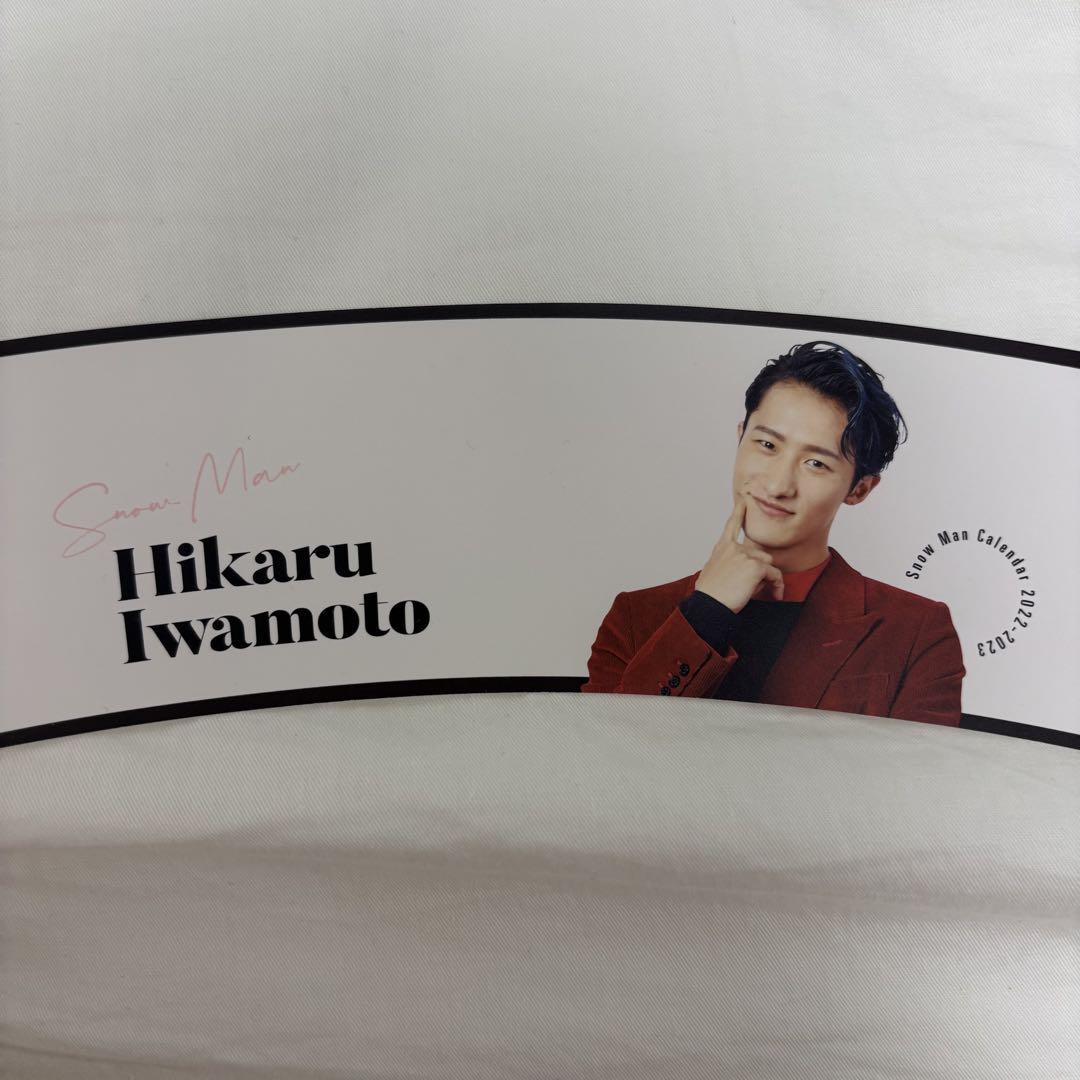 Snow Man
Hikaru
Iwamoto
Snow Man Calendar 2022-2023